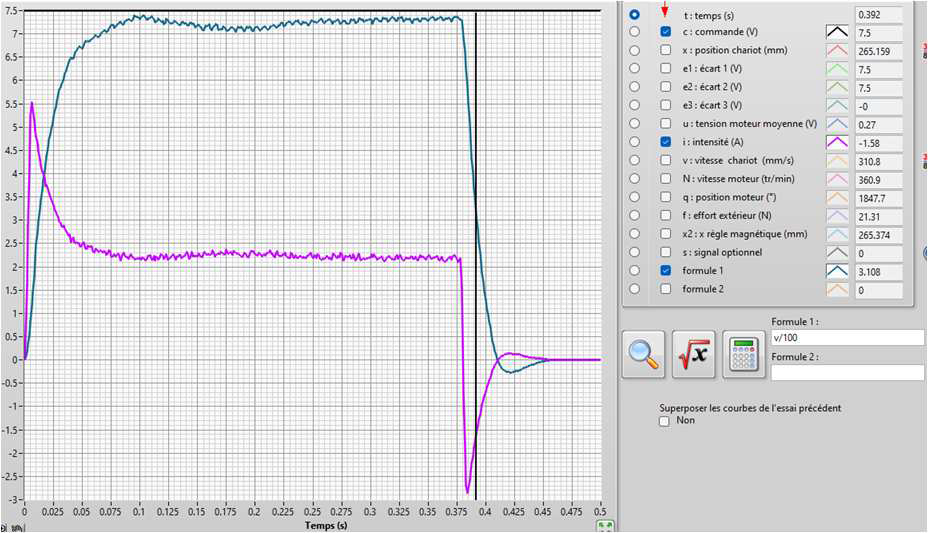 7.5
7
6.5
6
5.5
5
4.5
4
3.5
3
2.5
2
1.5
1
0.5
0
-0.5
-1
-1.5
-2
-2.5
-3
0 0.025 0.05 0.075 0.1 0.125 0.15 0.175 0.2 0.225 0.25 0.275 0.3 0.325 0.35 0.375 0.4 0.425 0.45 0.475 0.5
Temps (s)
t : temps (s) 0.392
c : commande (V) 7.5
x : position chariot (mm) 265.159
e1 : écart 1 (V) 7.5
e2 : écart 2 (V) 7.5
e3 : écart 3 (V) -0
u : tension moteur moyenne (V) 0.27
i : intensité (A) -1.58
v : vitesse chariot (mm/s) 310.8
N : vitesse moteur (tr/min) 360.9
q : position moteur (°) 1847.7
f : effort extérieur (N) 21.31
x2 : x règle magnétique (mm) 265.374
s : signal optionnel 0
formule 1 3.108
formule 2 0
Formule 1 :
v/100
Formule 2 :
√x
Superposer les courbes de l'essai précédent
Non